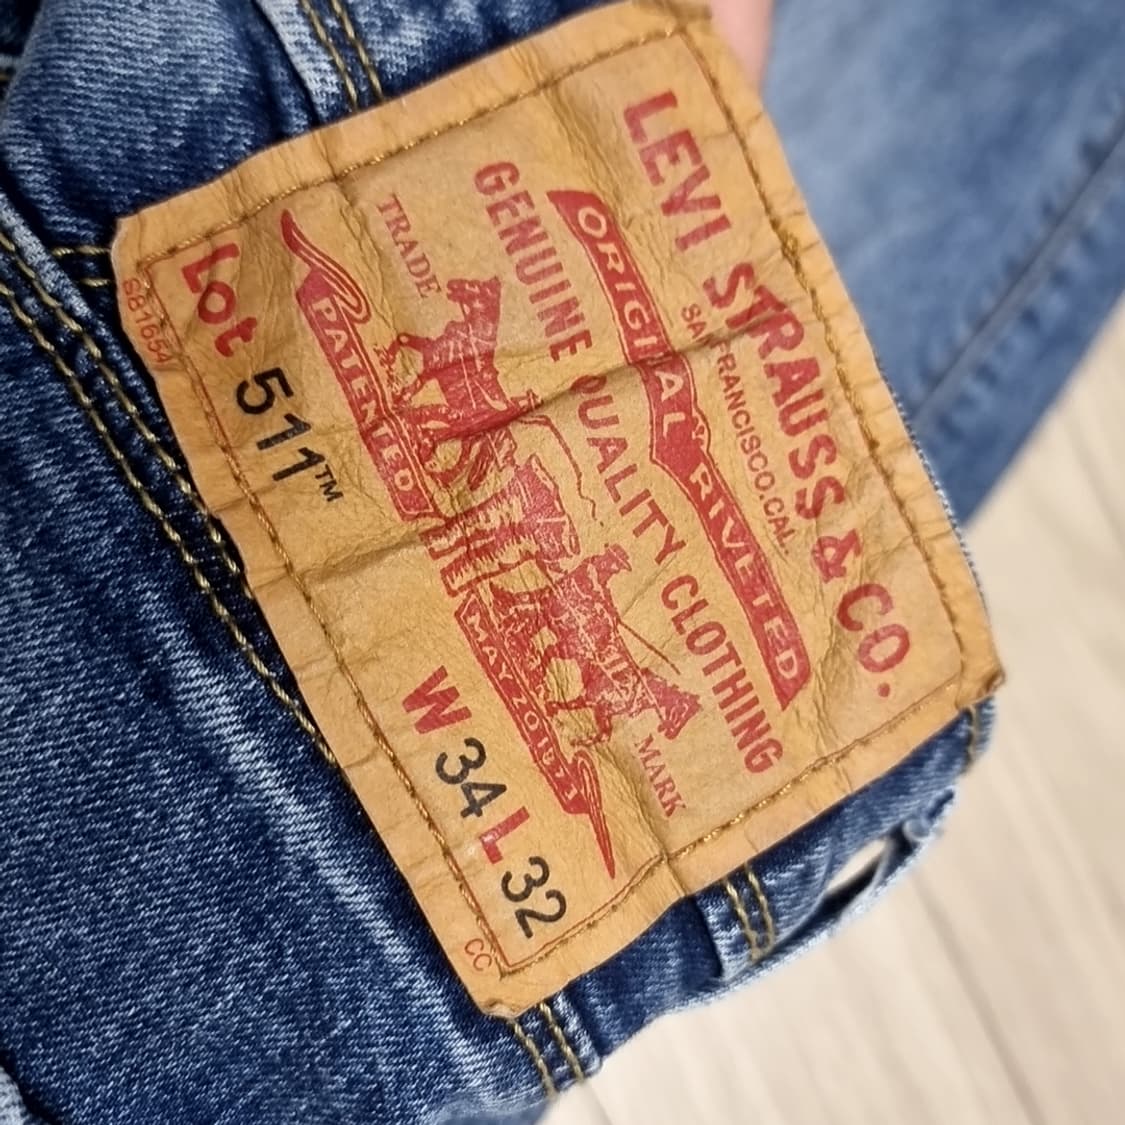 LEVI STRAUSS & CO.
SAN FRANCISCO.CAL.
ORIGINAL RIVETED
GENUINE QUALITY CLOTHING
TRADE MARK
PATENTED
MAY 20 1873
Lot 511™ W 34 L 32
S81654 CC